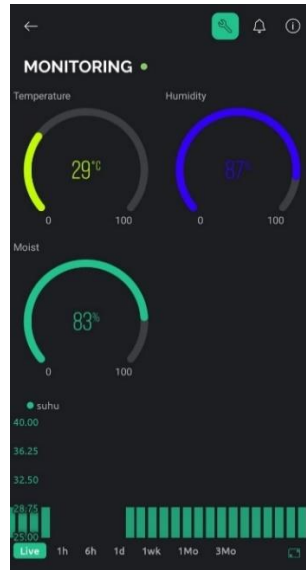 MONITORING
Temperature
Humidity
29°C
87%
0 100
0 100
Moist
83%
0 100
suhu
40.00
36.25
32.50
28.75
25.00
Live 1h 6h 1d 1wk 1Mo 3Mo